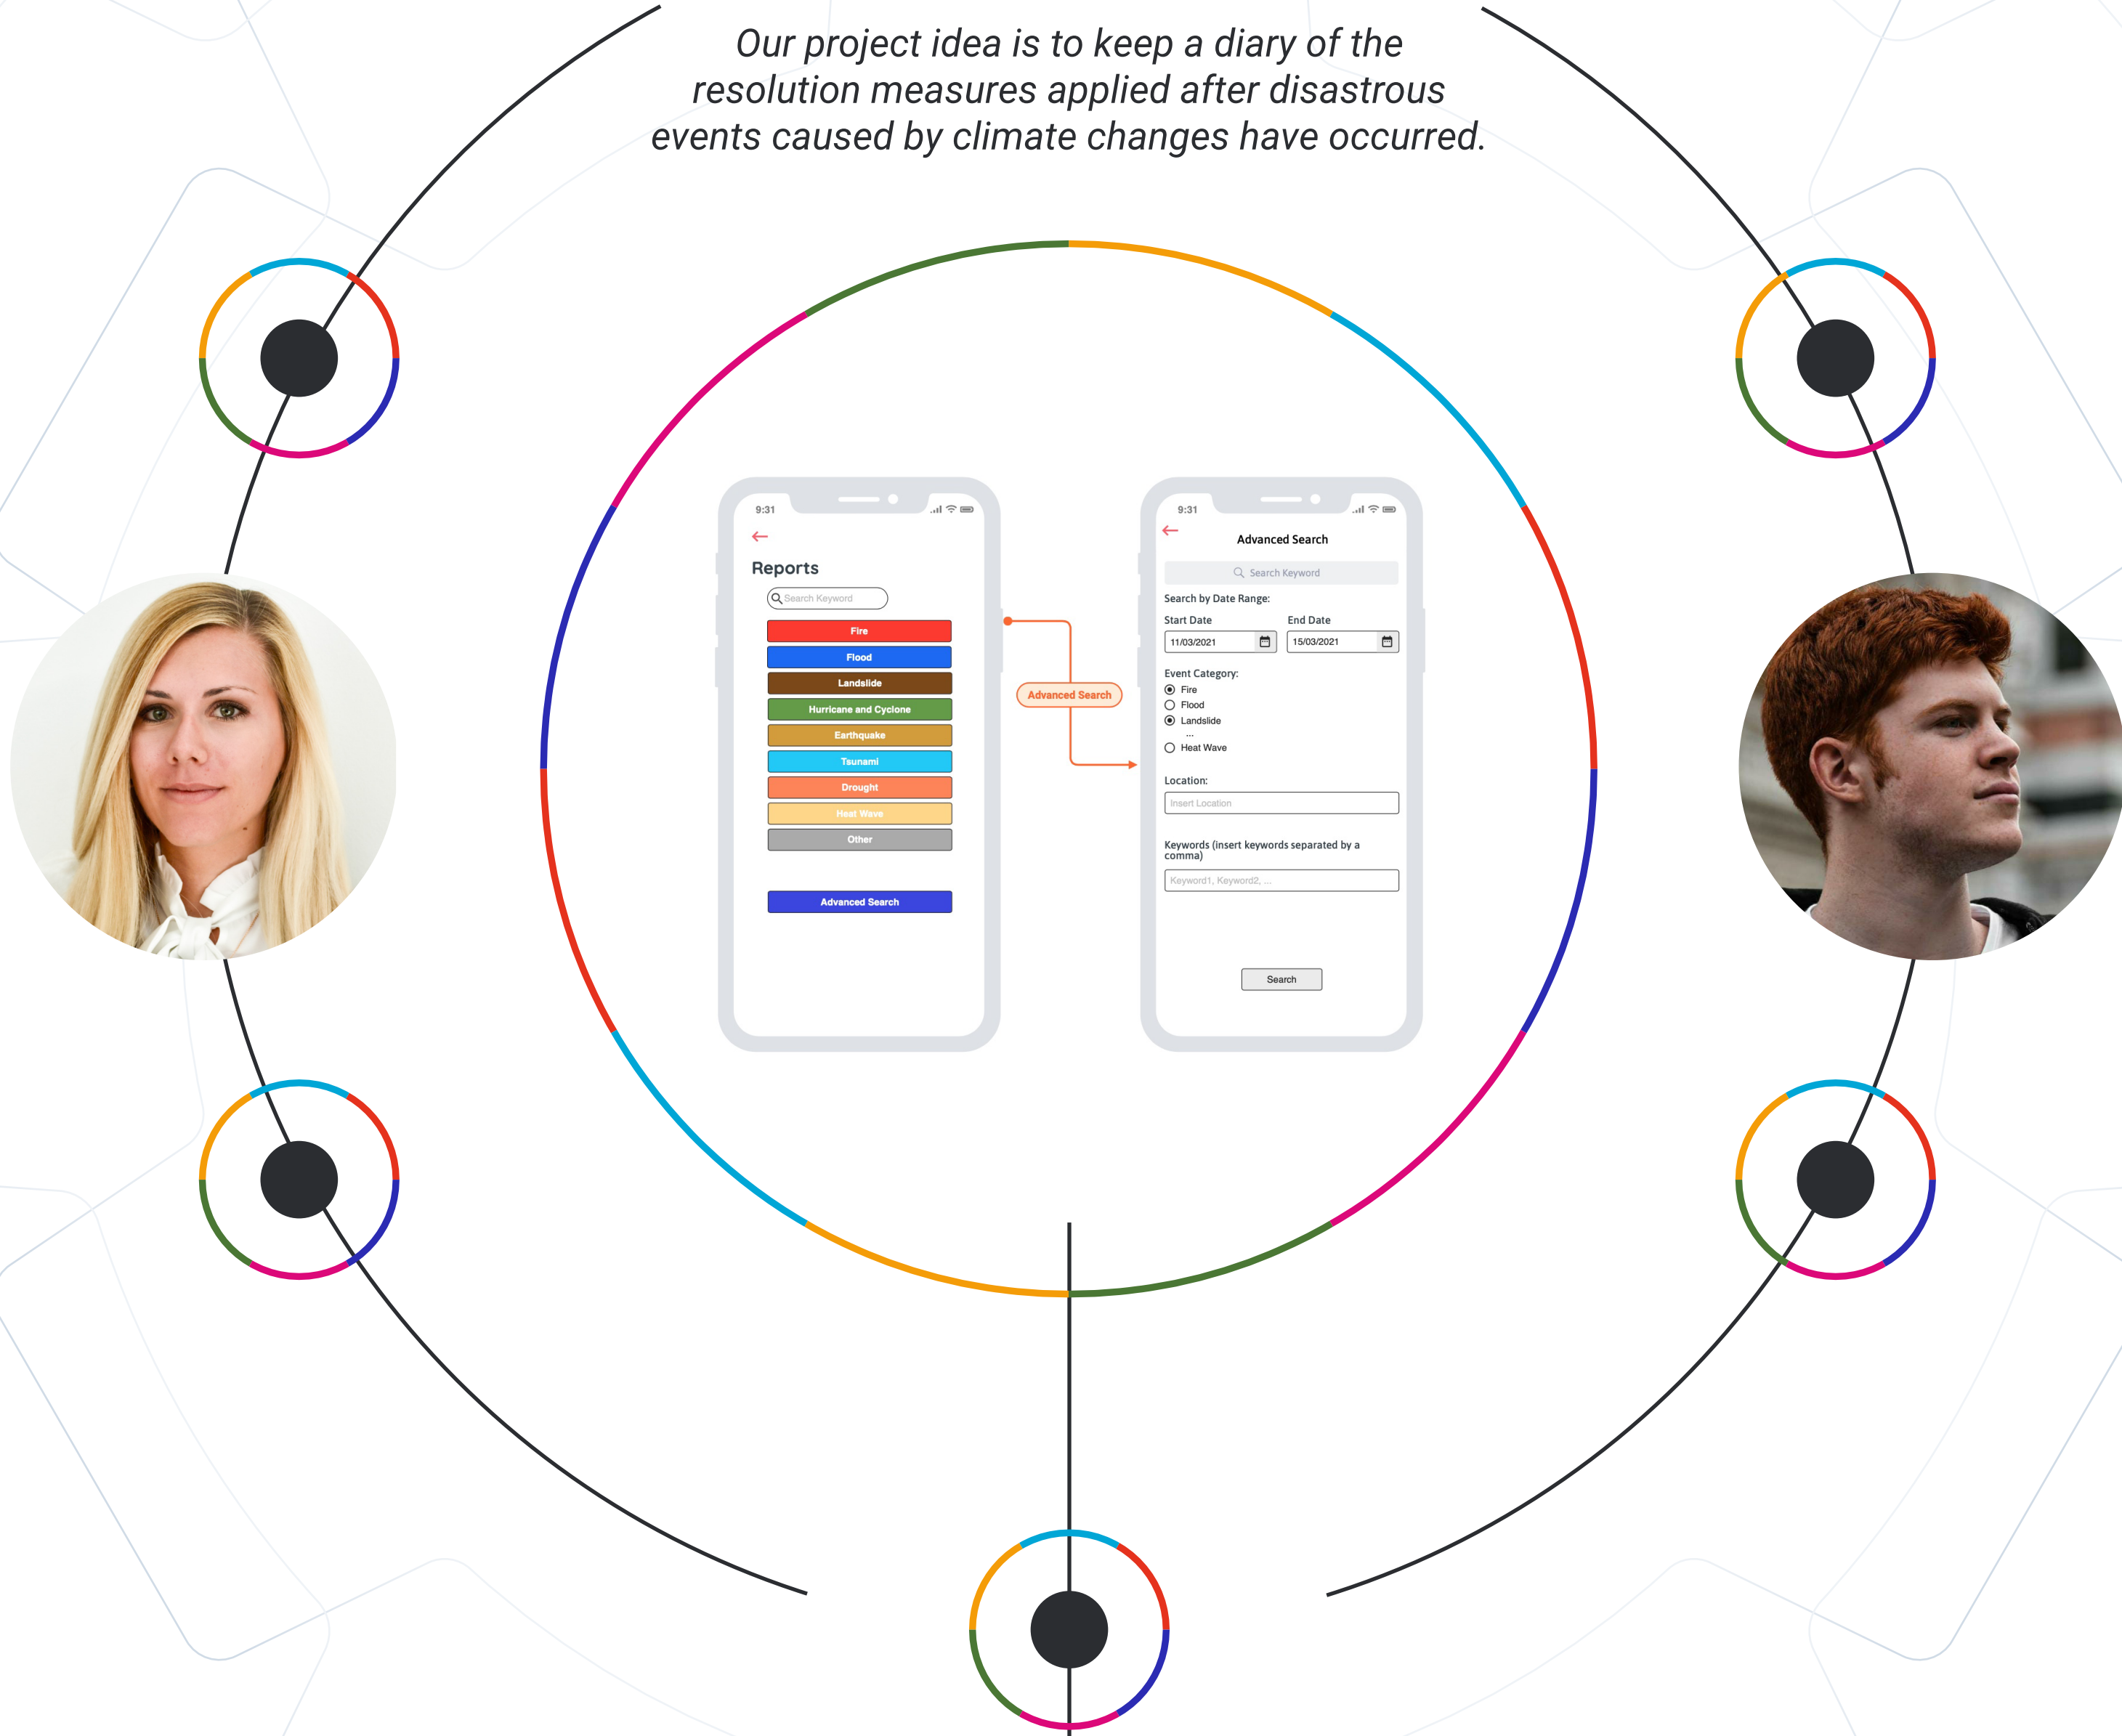 Our project idea is to keep a diary of the
resolution measures applied after disastrous
events caused by climate changes have occurred.
9:31
Reports
Search Keyword
Fire
Flood
Landslide
Hurricane and Cyclone
Earthquake
Tsunami
Drought
Heat Wave
Other
Advanced Search
Advanced Search
9:31
Advanced Search
Search Keyword
Search by Date Range:
Start Date End Date
11/03/2021 15/03/2021
Event Category:
Fire
Flood
Landslide
...
Heat Wave
Location:
Insert Location
Keywords (insert keywords separated by a
comma)
Keyword1, Keyword2, ...
Search